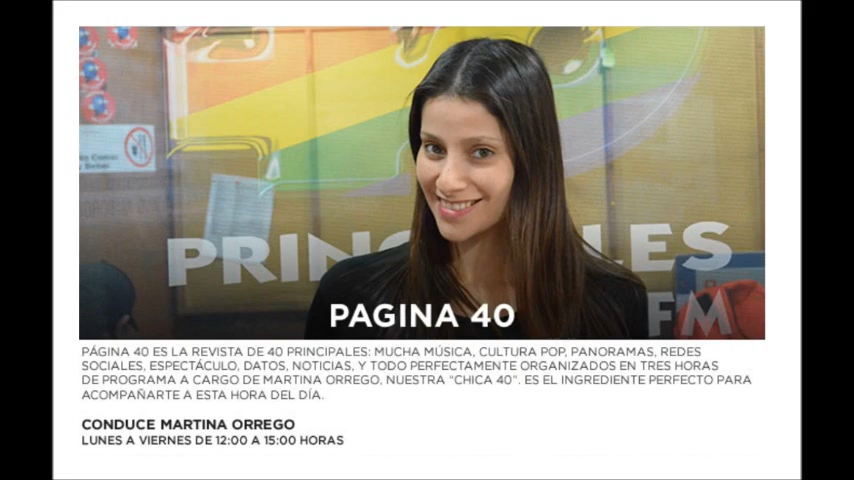 PRINCIPALES
FM
PAGINA 40
PÁGINA 40 ES LA REVISTA DE 40 PRINCIPALES: MUCHA MÚSICA, CULTURA POP, PANORAMAS, REDES
SOCIALES, ESPECTÁCULO, DATOS, NOTICIAS, Y TODO PERFECTAMENTE ORGANIZADOS EN TRES HORAS
DE PROGRAMA A CARGO DE MARTINA ORREGO, NUESTRA "CHICA 40". ES EL INGREDIENTE PERFECTO PARA
ACOMPAÑARTE A ESTA HORA DEL DÍA.
CONDUCE MARTINA ORREGO
LUNES A VIERNES DE 12:00 A 15:00 HORAS